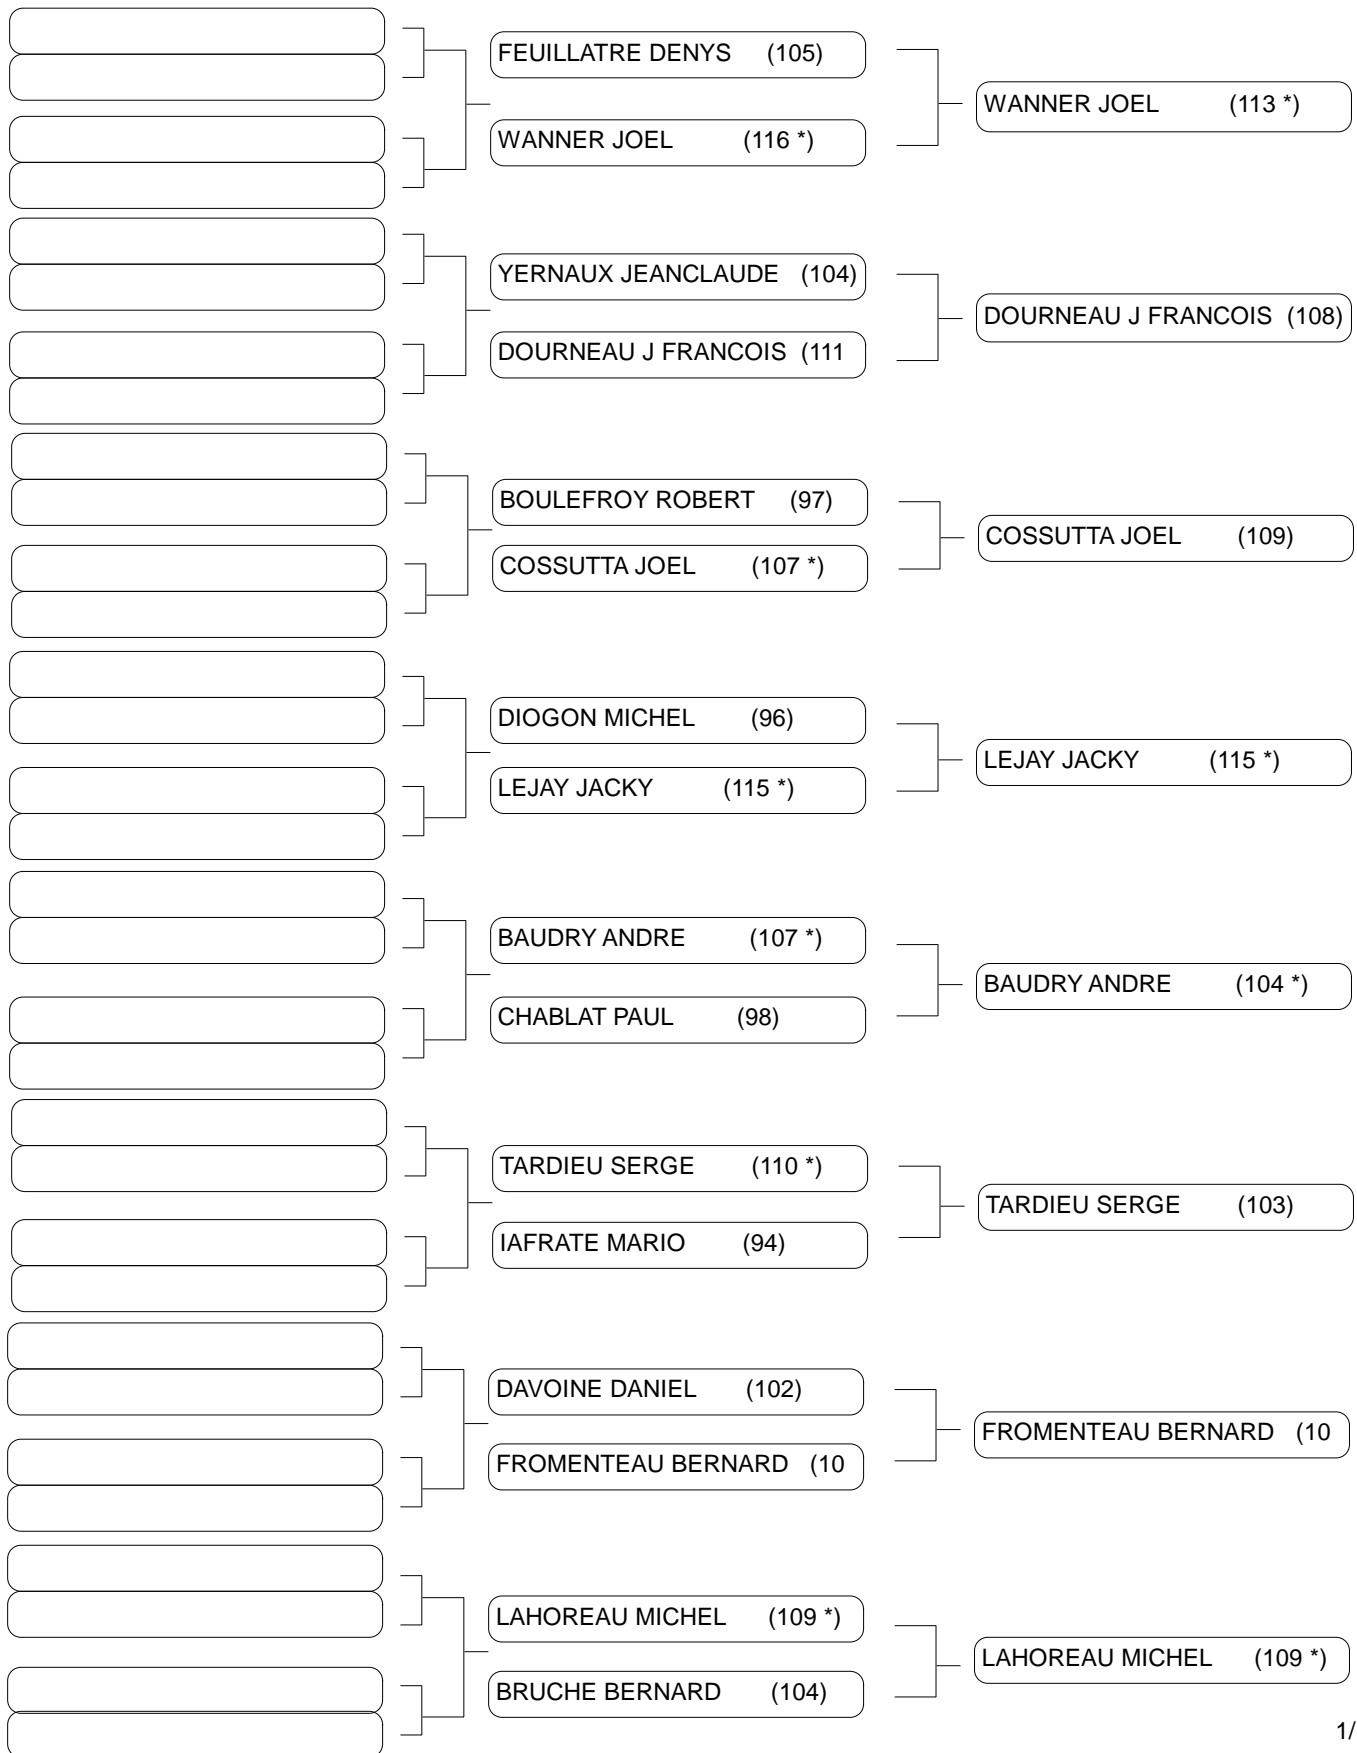 FEUILLATRE DENYS (105)
WANNER JOEL (116 *)
WANNER JOEL (113 *)
YERNAUX JEANCLAUDE (104)
DOURNEAU J FRANCOIS (111
DOURNEAU J FRANCOIS (108)
BOULEFROY ROBERT (97)
COSSUTTA JOEL (107 *)
COSSUTTA JOEL (109)
DIOGON MICHEL (96)
LEJAY JACKY (115 *)
LEJAY JACKY (115 *)
BAUDRY ANDRE (107 *)
CHABLAT PAUL (98)
BAUDRY ANDRE (104 *)
TARDIEU SERGE (110 *)
IAFRATE MARIO (94)
TARDIEU SERGE (103)
DAVOINE DANIEL (102)
FROMENTEAU BERNARD (10
FROMENTEAU BERNARD (10
LAHOREAU MICHEL (109 *)
BRUCHE BERNARD (104)
LAHOREAU MICHEL (109 *)
1/